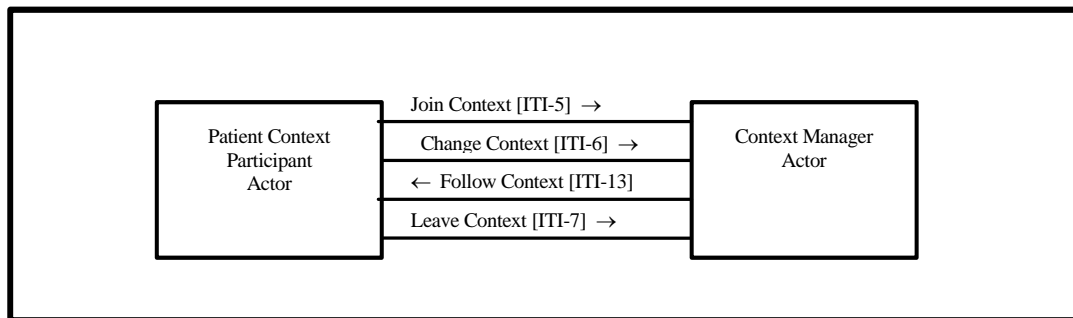 Patient Context
Participant
Actor
Join Context [ITI-5] →
Change Context [ITI-6] →
← Follow Context [ITI-13]
Leave Context [ITI-7] →
Context Manager
Actor